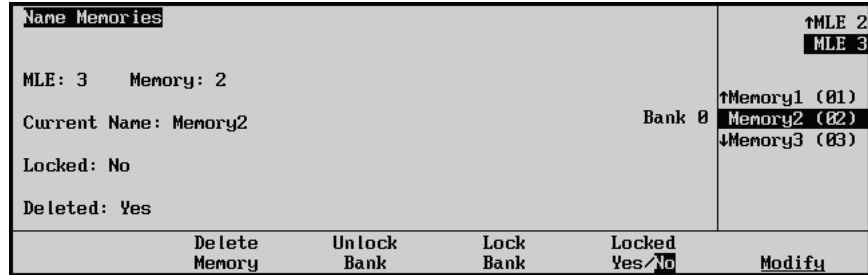 Name Memories
↑MLE 2
MLE 3
MLE: 3 Memory: 2
↑Memory1 (01)
Current Name: Memory2
Bank 0
Memory2 (02)
↓Memory3 (03)
Locked: No
Deleted: Yes
Delete Memory
Unlock Bank
Lock Bank
Locked Yes/No
Modify